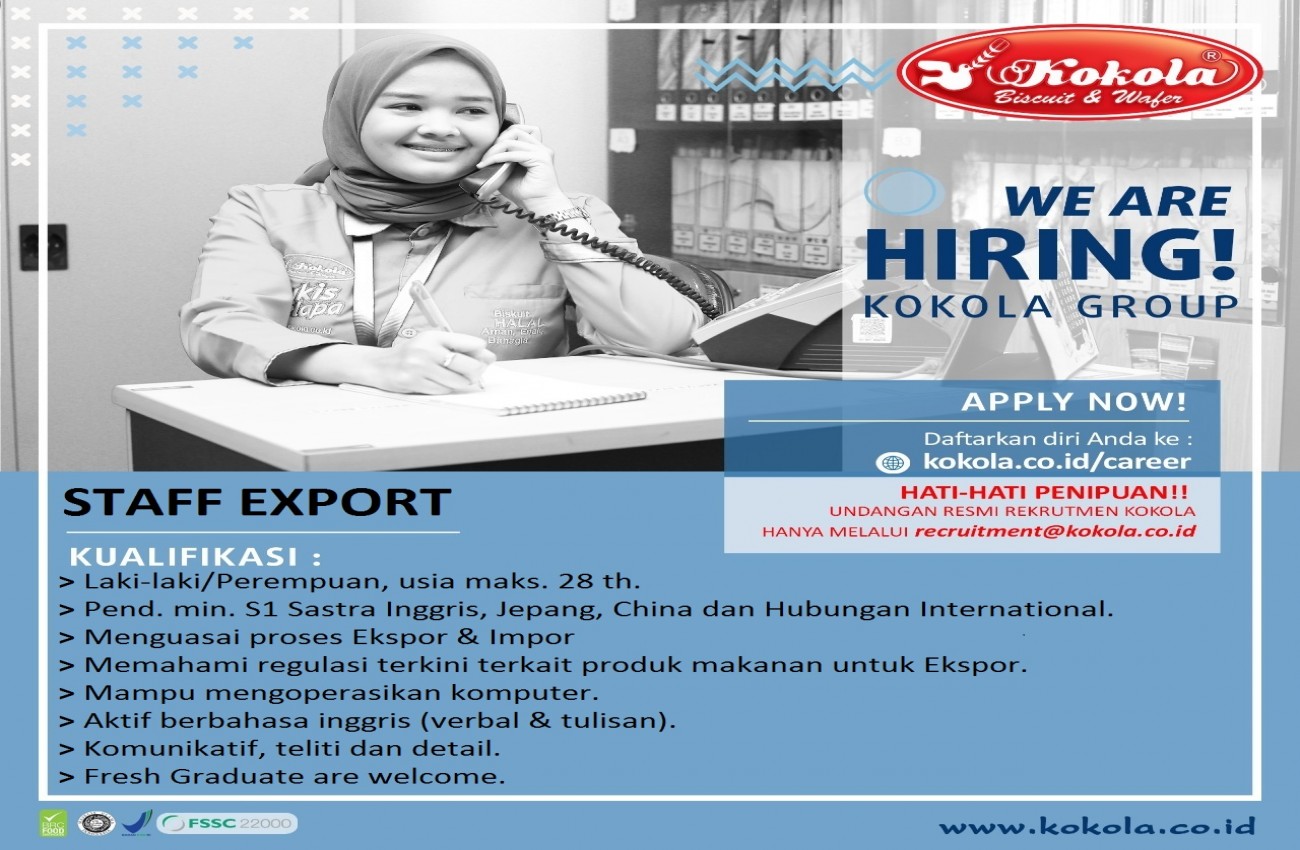 Kokola
Biscuit & Wafer
®
WE ARE
HIRING!
KOKOLA GROUP
APPLY NOW!
Daftarkan diri Anda ke :
kokola.co.id/career
HATI-HATI PENIPUAN!!
UNDANGAN RESMI REKRUTMEN KOKOLA
HANYA MELALUI recruitment@kokola.co.id
STAFF EXPORT
KUALIFIKASI :
> Laki-laki/Perempuan, usia maks. 28 th.
> Pend. min. S1 Sastra Inggris, Jepang, China dan Hubungan International.
> Menguasai proses Ekspor & Impor
> Memahami regulasi terkini terkait produk makanan untuk Ekspor.
> Mampu mengoperasikan komputer.
> Aktif berbahasa inggris (verbal & tulisan).
> Komunikatif, teliti dan detail.
> Fresh Graduate are welcome.
BRC
FOOD
FSSC 22000
www.kokola.co.id